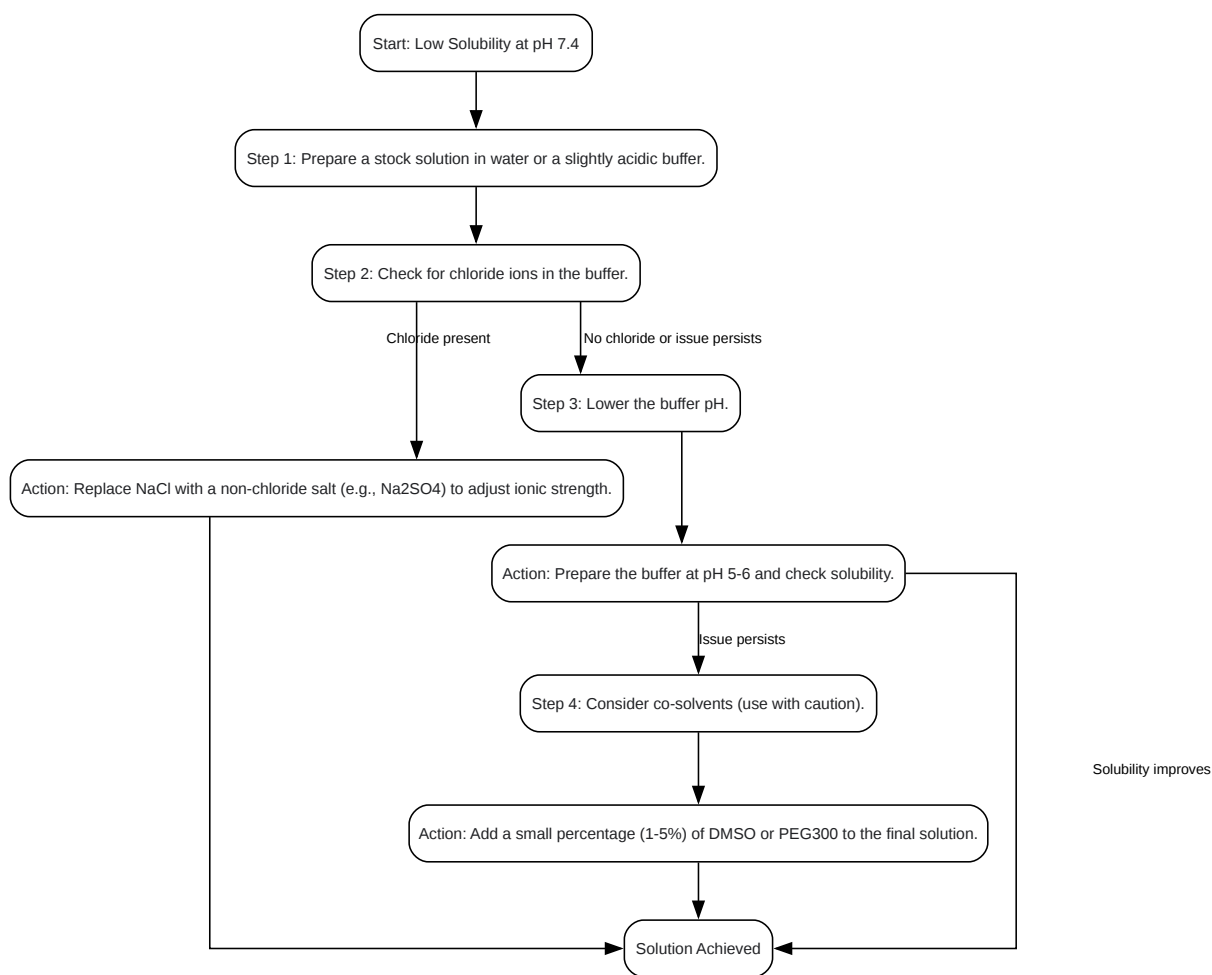 Start: Low Solubility at pH 7.4
Step 1: Prepare a stock solution in water or a slightly acidic buffer.
Step 2: Check for chloride ions in the buffer.
Chloride present
No chloride or issue persists
Step 3: Lower the buffer pH.
Action: Replace NaCl with a non-chloride salt (e.g., Na2SO4) to adjust ionic strength.
Action: Prepare the buffer at pH 5-6 and check solubility.
Issue persists
Step 4: Consider co-solvents (use with caution).
Solubility improves
Action: Add a small percentage (1-5%) of DMSO or PEG300 to the final solution.
Solution Achieved